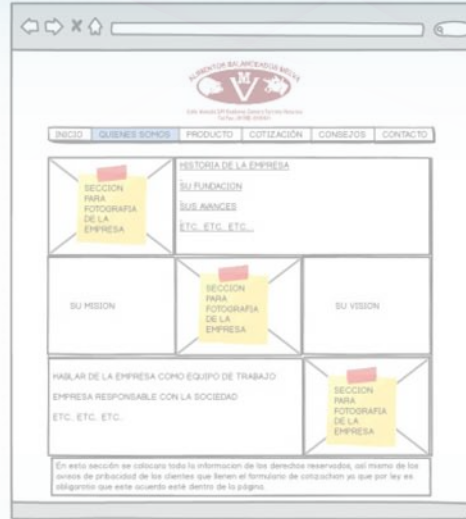 ALIMENTOS BALANCEADOS MELVA
M
V
INICIO
QUIENES SOMOS
PRODUCTO
COTIZACIÓN
CONSEJOS
CONTACTO
SECCION
PARA
FOTOGRAFIA
DE LA
EMPRESA
HISTORIA DE LA EMPRESA
SU FUNDACION
SUS AVANCES
ETC. ETC. ETC...
SU MISION
SECCION
PARA
FOTOGRAFIA
DE LA
EMPRESA
SU VISION
HABLAR DE LA EMPRESA COMO EQUIPO DE TRABAJO
EMPRESA RESPONSABLE CON LA SOCIEDAD
ETC. ETC. ETC..
SECCION
PARA
FOTOGRAFIA
DE LA
EMPRESA
En esta sección se colocara toda la informacion de los derechos reservados, asi mismo de los
avisos de pribacidad de los clientes que llenen el formulario de cotizachion ya que por ley es
obligarotio que este acuerdo esté dentro de la página.